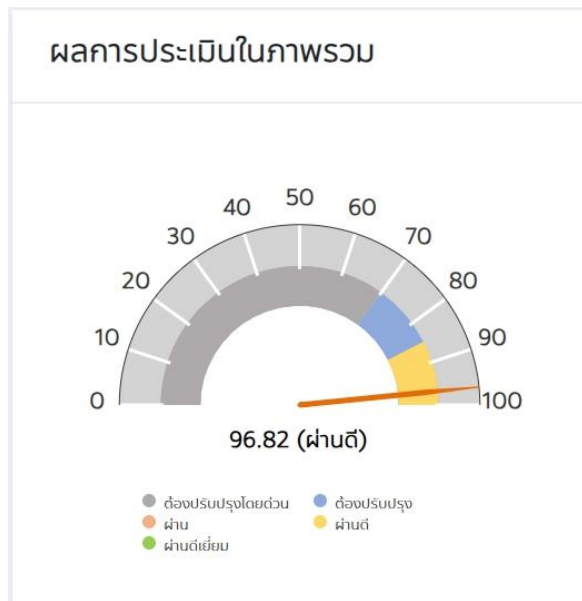 ผลการประเมินในภาพรวม
50
40
60
30
70
20
80
10
90
0
100
96.82 (ผ่านดี)
ต้องปรับปรุงโดยด่วน
ต้องปรับปรุง
ผ่าน
ผ่านดี
ผ่านดีเยี่ยม